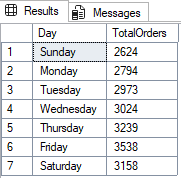 Results Messages
Day TotalOrders
1 Sunday 2624
2 Monday 2794
3 Tuesday 2973
4 Wednesday 3024
5 Thursday 3239
6 Friday 3538
7 Saturday 3158